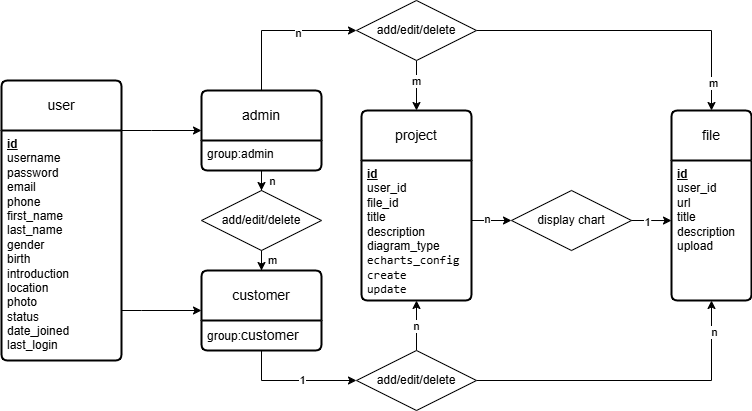 user
id
username
password
email
phone
first_name
last_name
gender
birth
introduction
location
photo
status
date_joined
last_login
n
add/edit/delete
m
m
admin
group:admin
n
add/edit/delete
m
customer
group:customer
project
id
user_id
file_id
title
description
diagram_type
echarts_config
create
update
n
display chart
1
file
id
user_id
url
title
description
upload
n
n
1
add/edit/delete